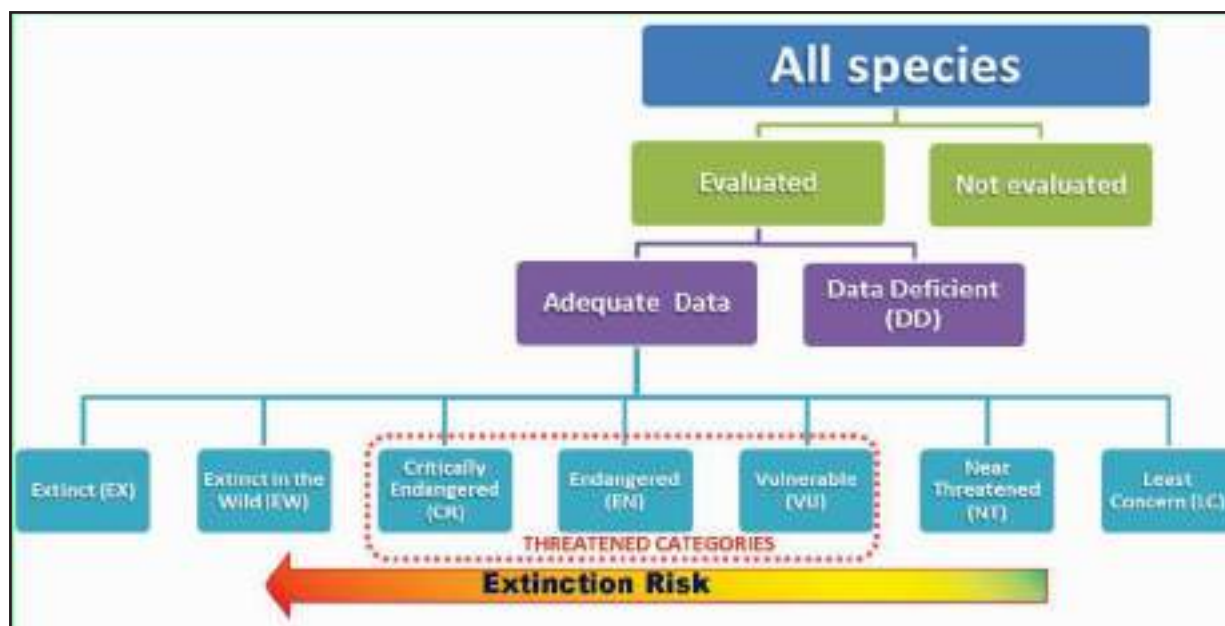 All species
Evaluated
Not evaluated
Adequate Data
Data Deficient
(DD)
Extinct (EX)
Extinct in the
Wild (EW)
Critically
Endangered
(CR)
Endangered
(EN)
Vulnerable
(VU)
Near
Threatened
(NT)
Least
Concern (LC)
THREATENED CATEGORIES
Extinction Risk